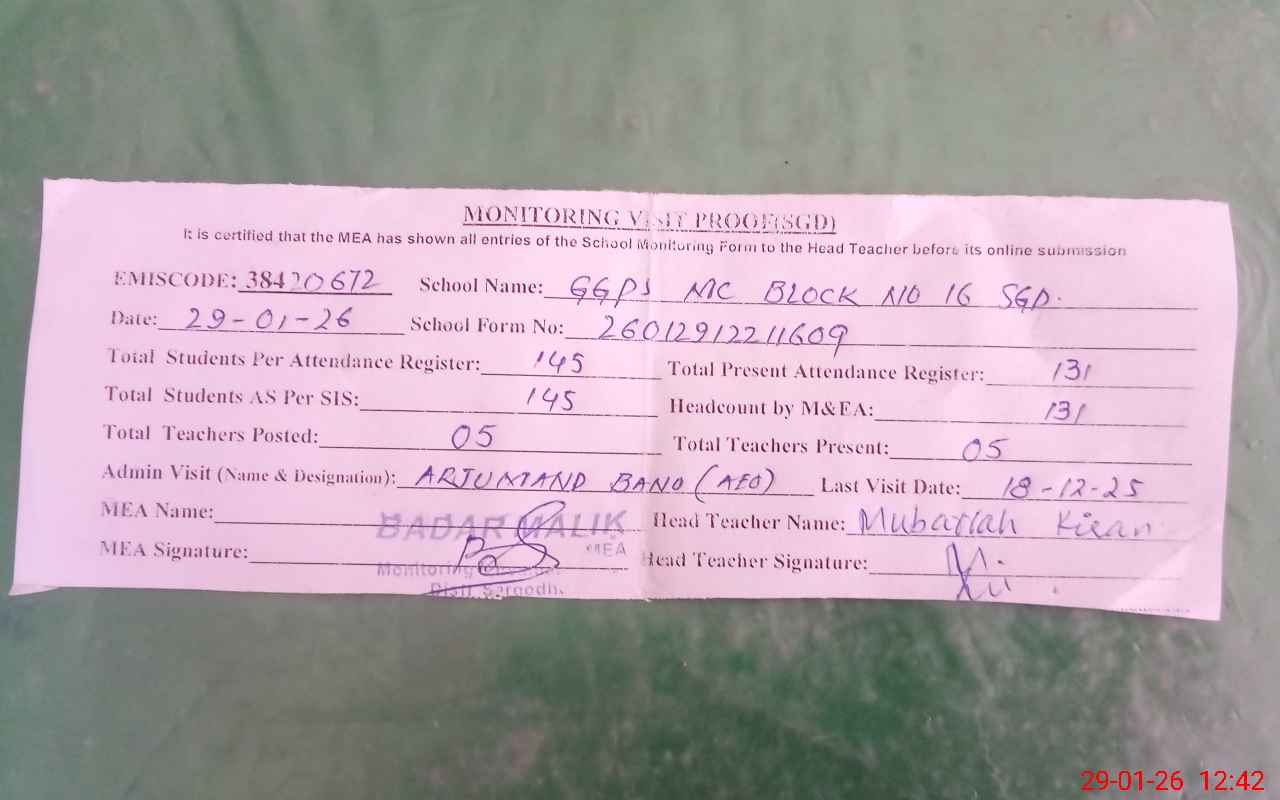 MONITORING VISIT PROOF(SGD)
It is certified that the MEA has shown all entries of the School Monitoring Form to the Head Teacher before its online submission
EMISCODE: 38420672 School Name: GGPS MC BLOCK NO 16 SGD.
Date: 29-01-26 School Form No: 26012912211609
Total Students Per Attendance Register: 145 Total Present Attendance Register: 131
Total Students AS Per SIS: 145 Headcount by M&EA: 131
Total Teachers Posted: 05 Total Teachers Present: 05
Admin Visit (Name & Designation): ARJUMAND BANO (AEO) Last Visit Date: 18-12-25
MEA Name: BADAR MALIK Head Teacher Name: Mubarrah Kiran
MEA
MEA Signature: Head Teacher Signature:
Monitoring
Distt. Sargodh
29-01-26 12:42